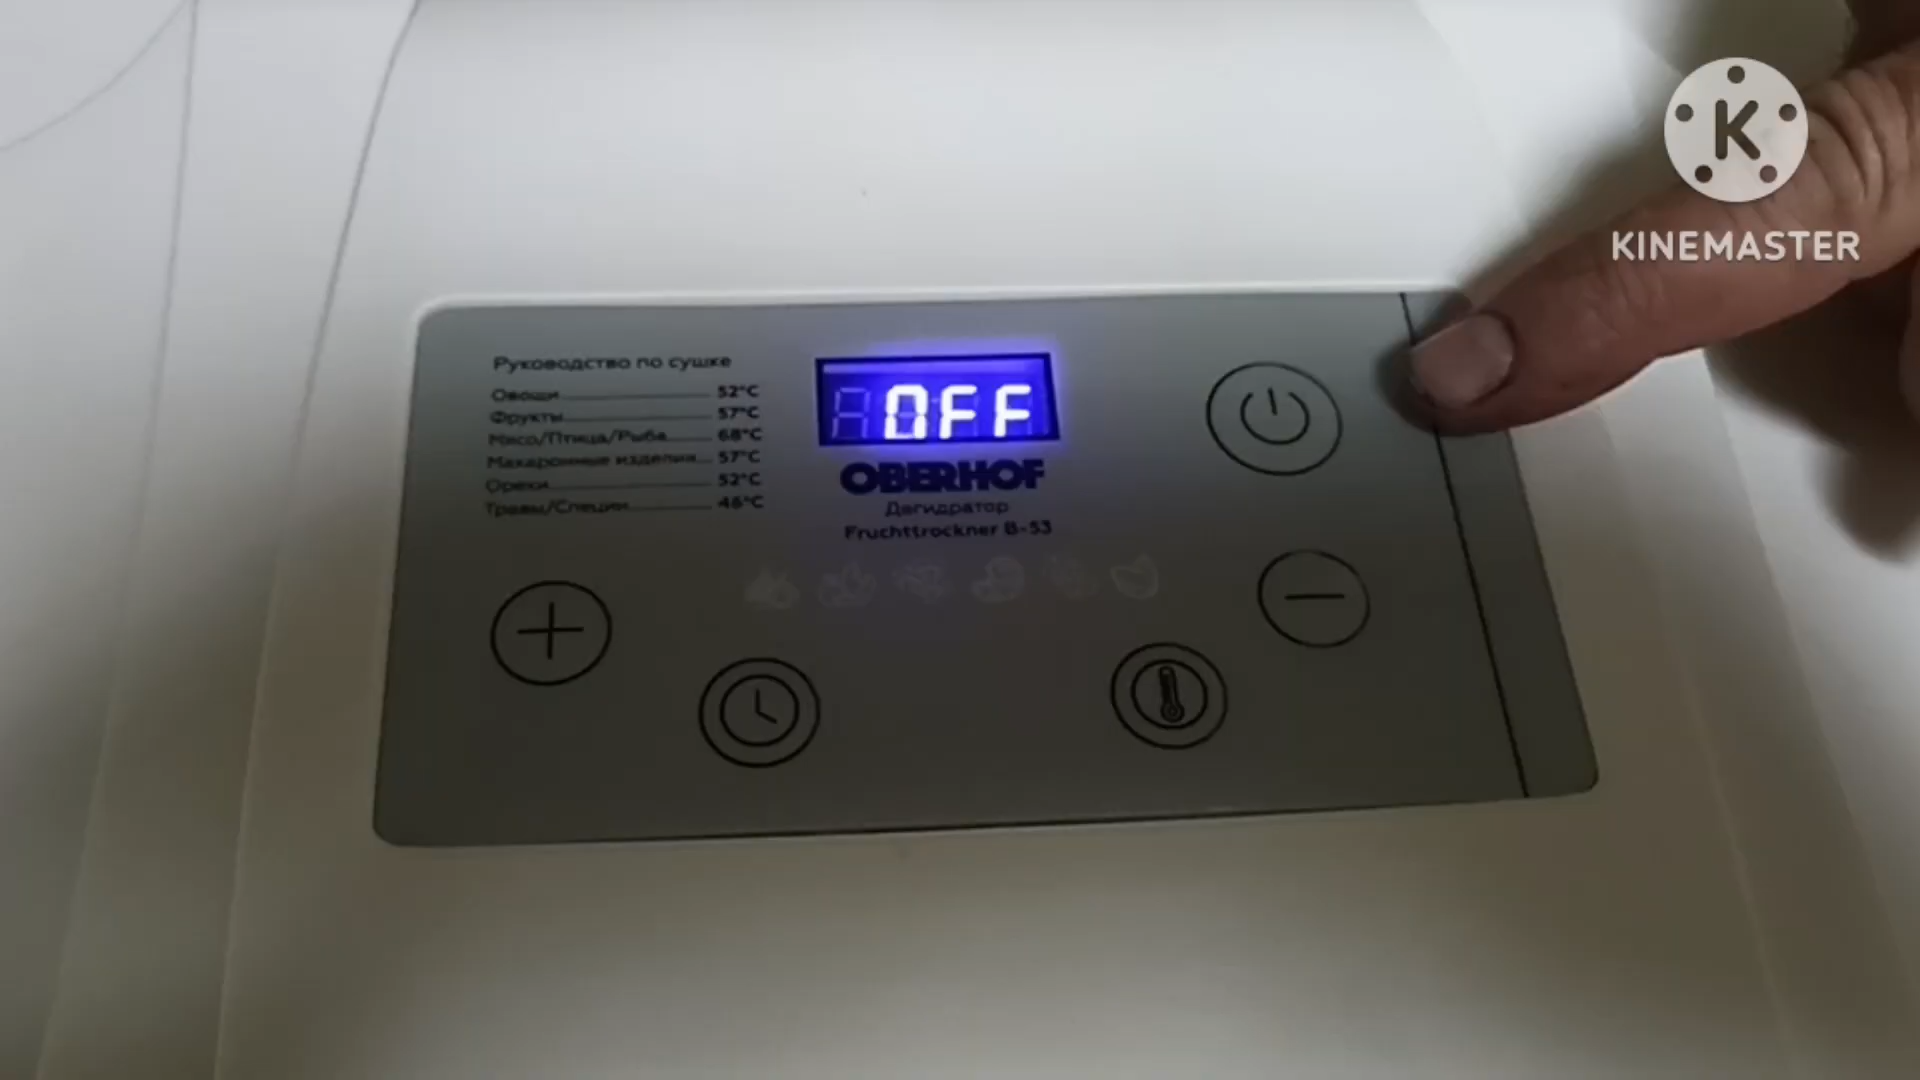 K
KINEMASTER
Руководство по сушке
Овощи 52°C
Фрукты 57°C
Мясо/Птица/Рыба 68°C
Макаронные изделия 57°C
Орехи 52°C
Травы/Специи 46°C
OFF
OBERHOF
Дегидратор
Fruchttrockner B-53